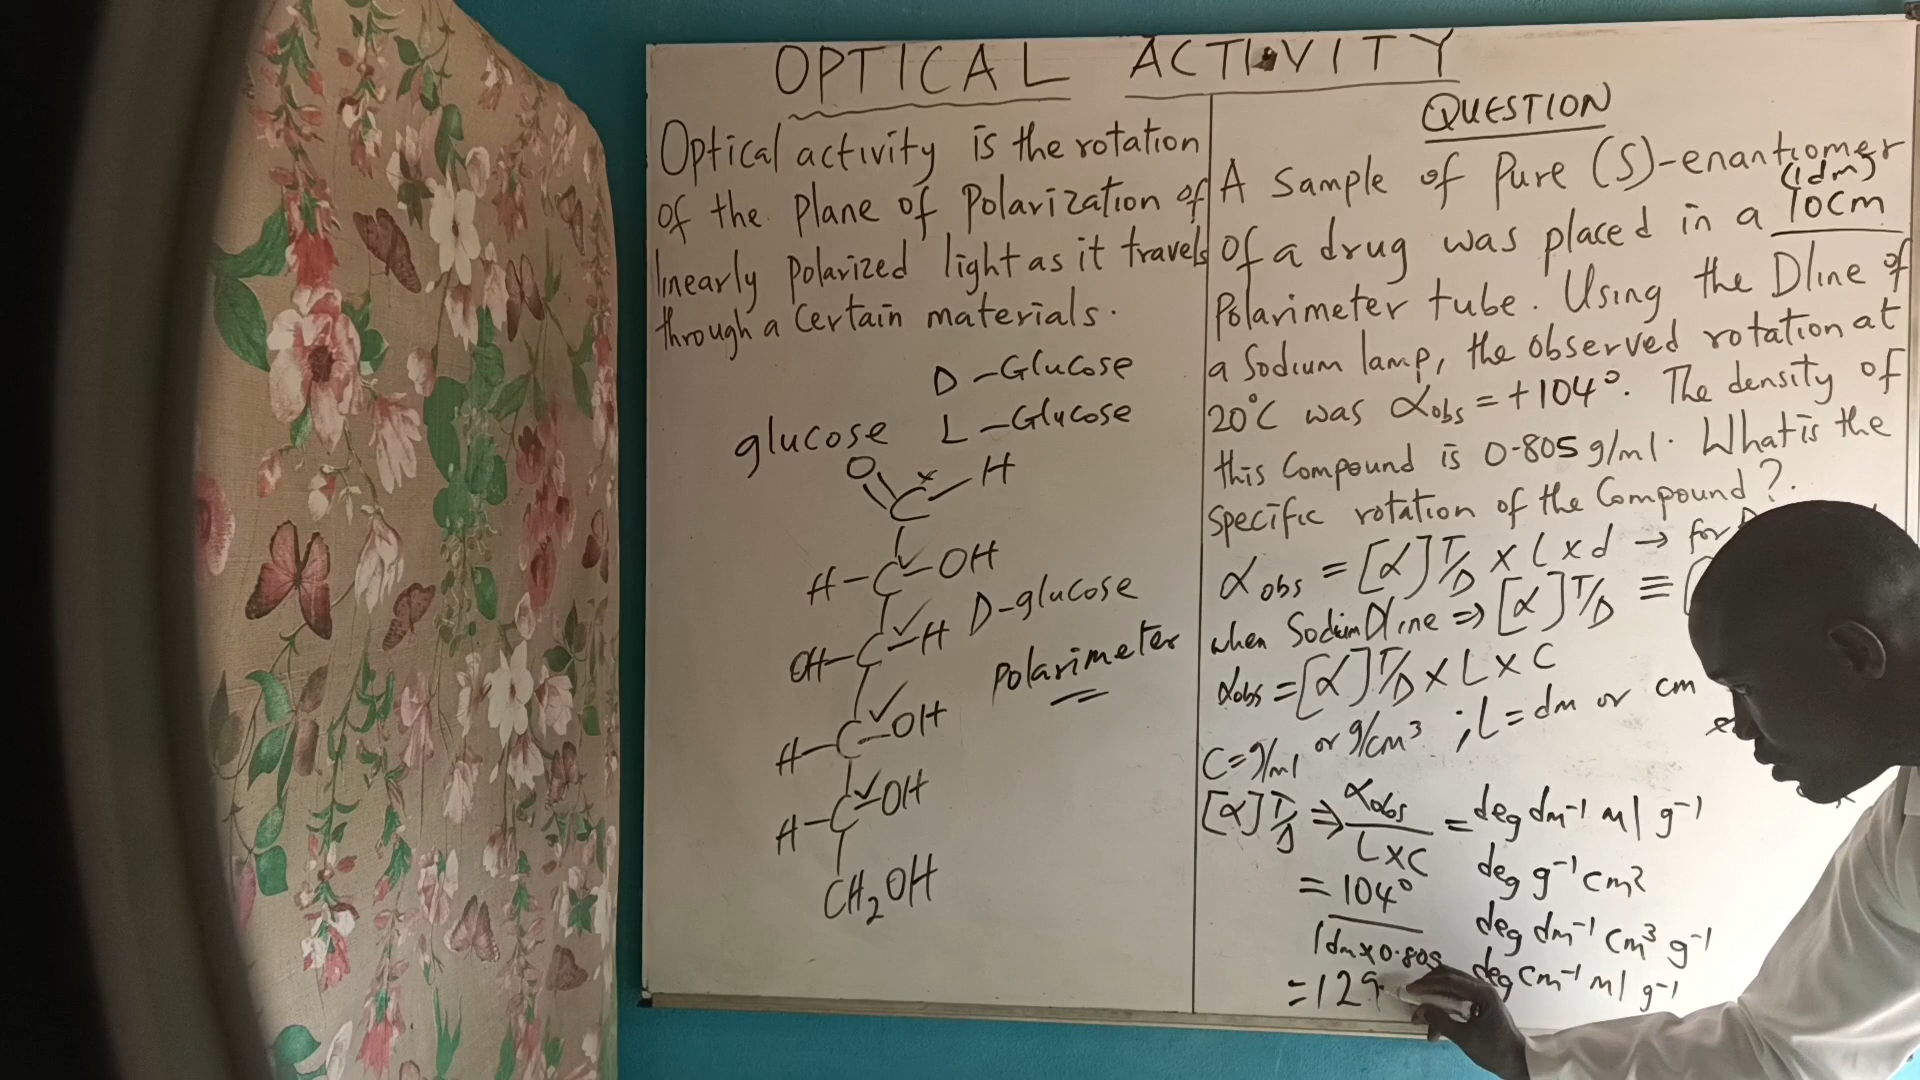 OPTICAL ACTIVITY
Optical activity is the rotation
of the plane of Polarization of
linearly polarized light as it travels
through a certain materials.
D - Glucose
glucose L - Glucose
O
C
x
H
H - C - OH
OH - C - H
D-glucose
Polarimeter
H - C - OH
H - C - OH
CH₂OH
QUESTION
A Sample of Pure (S)-enantiomer
(1dm)
of a drug was placed in a 10cm
Polarimeter tube. Using the D line of
a Sodium lamp, the observed rotation at
20°C was αobs = +104°. The density of
this Compound is 0.805 g/ml. What is the
Specific rotation of the Compound?.
αobs = [α]T/D x l x d → for
when Sodium D line ⇒ [α]T/D ≡
αobs = [α]T/D x L x C
C = g/ml or g/cm³ ; L = dm or cm
[α]T/D ⇒ αobs / L x C = deg dm⁻¹ ml g⁻¹
deg g⁻¹ cm²
= 104° / 1dm x 0.805
deg dm⁻¹ cm³ g⁻¹
deg cm⁻¹ ml g⁻¹
= 129